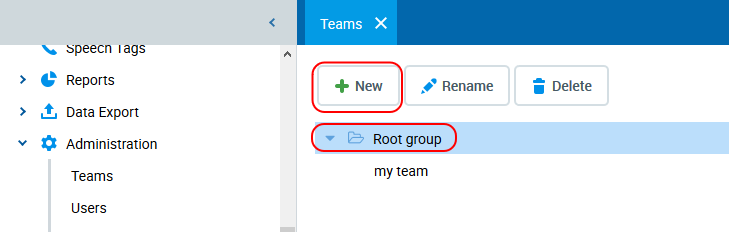 Speech Tags
Reports
Data Export
Administration
Teams
Users
Teams
New
Rename
Delete
Root group
my team